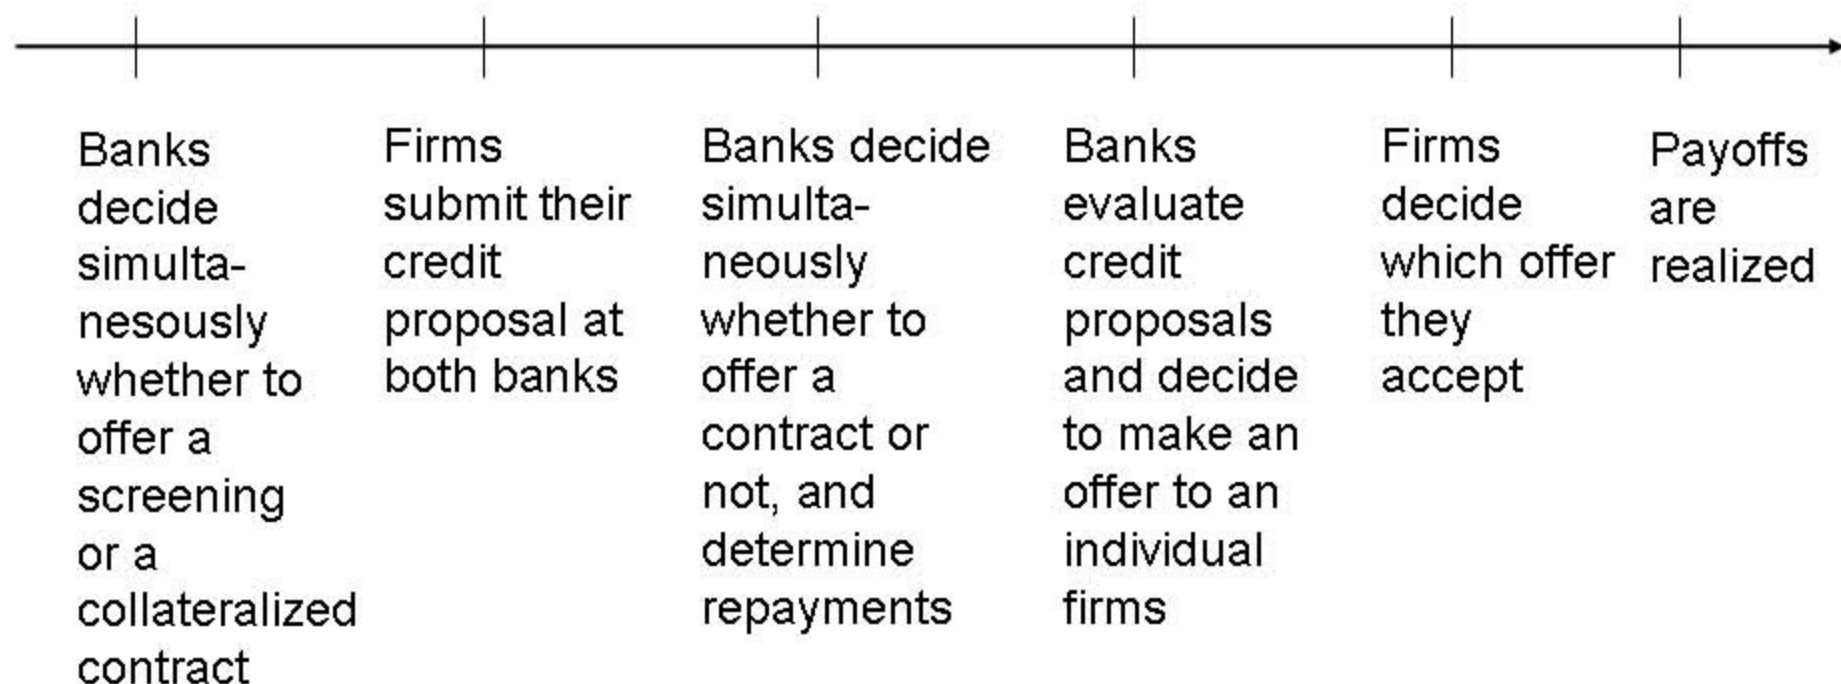 Banks
decide
simulta-
nesously
whether to
offer a
screening
or a
collateralized
contract
Firms
submit their
credit
proposal at
both banks
Banks decide
simulta-
neously
whether to
offer a
contract or
not, and
determine
repayments
Banks
evaluate
credit
proposals
and decide
to make an
offer to an
individual
firms
Firms
decide
which offer
they
accept
Payoffs
are
realized